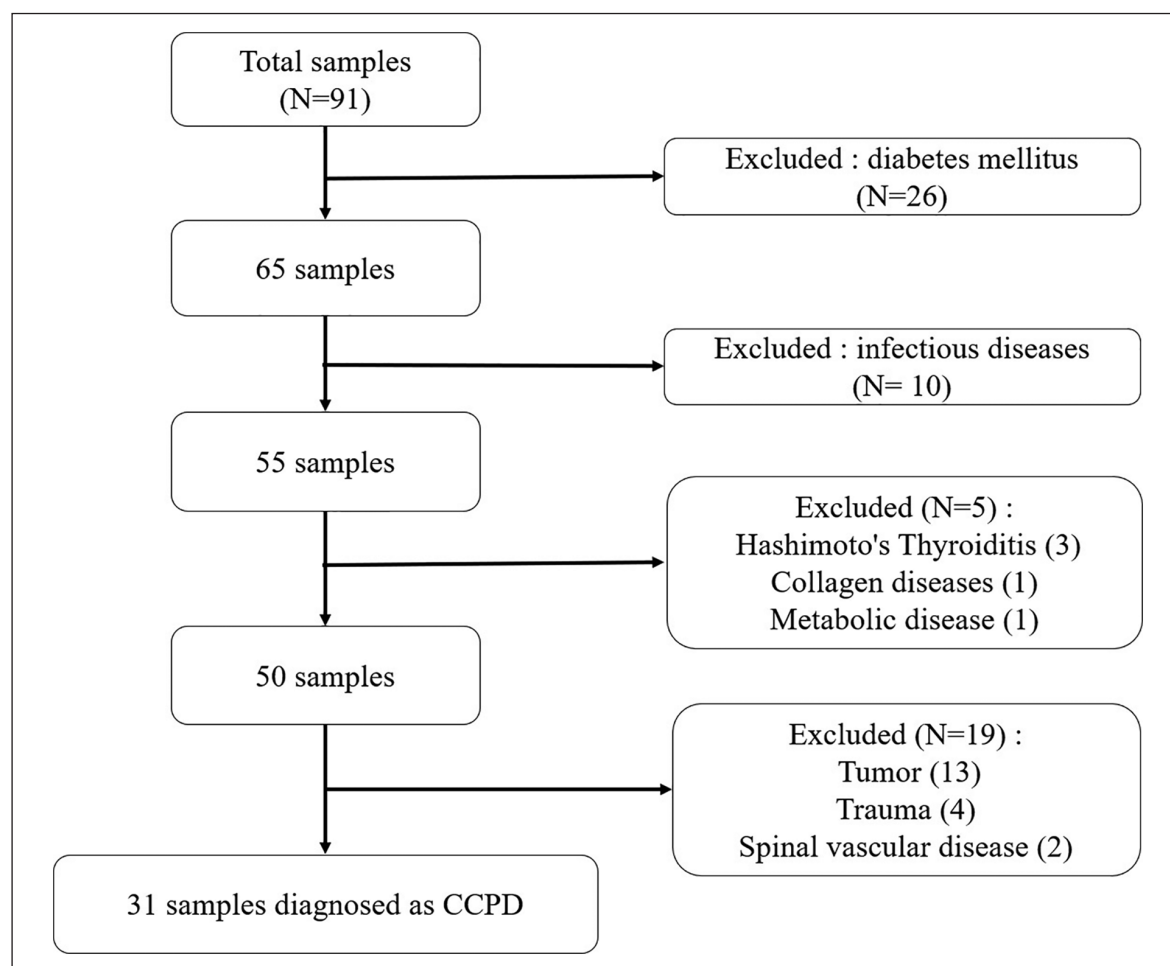 Total samples
(N=91)
Excluded : diabetes mellitus
(N=26)
65 samples
Excluded : infectious diseases
(N= 10)
55 samples
Excluded (N=5) :
Hashimoto's Thyroiditis (3)
Collagen diseases (1)
Metabolic disease (1)
50 samples
Excluded (N=19) :
Tumor (13)
Trauma (4)
Spinal vascular disease (2)
31 samples diagnosed as CCPD